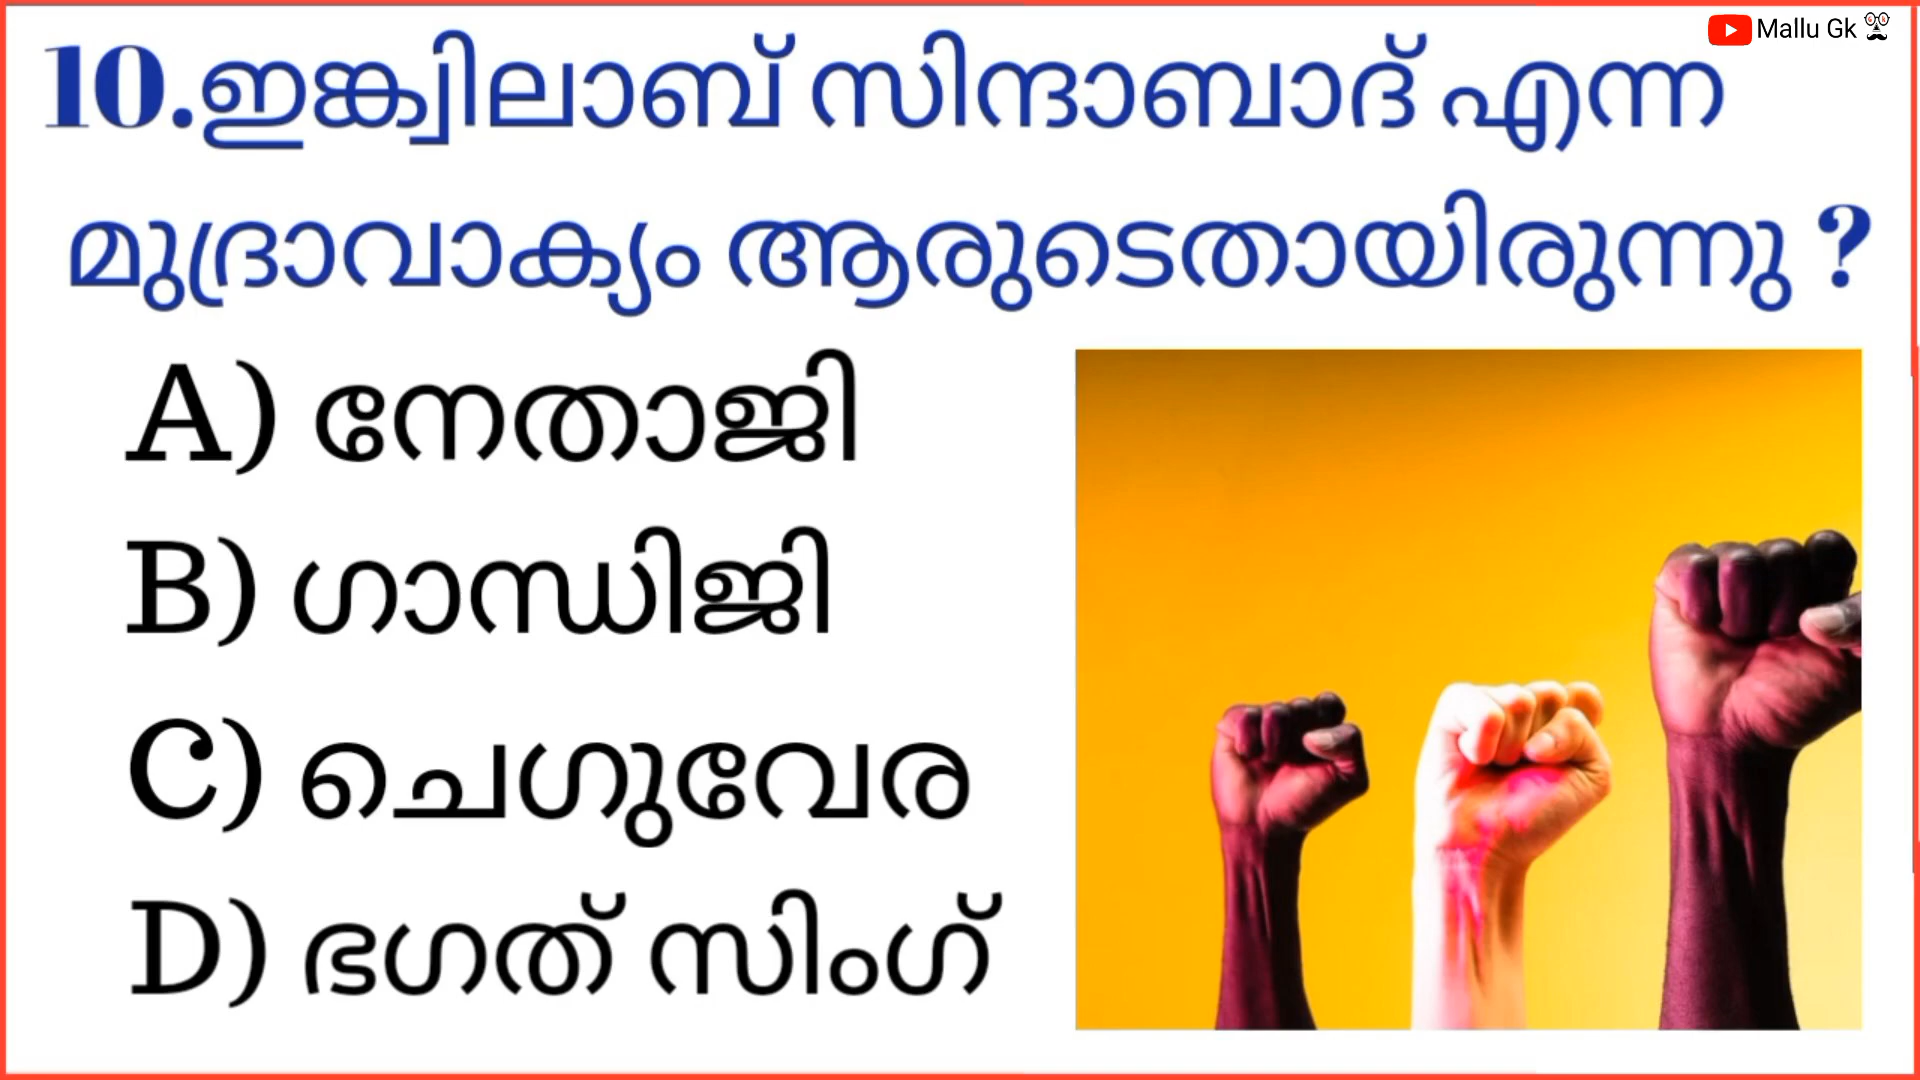 Mallu Gk
10.ഇങ്ക്വിലാബ് സിന്ദാബാദ് എന്ന
മുദ്രാവാക്യം ആരുടെതായിരുന്നു ?
A) നേതാജി
B) ഗാന്ധിജി
C) ചെഗുവേര
D) ഭഗത് സിംഗ്